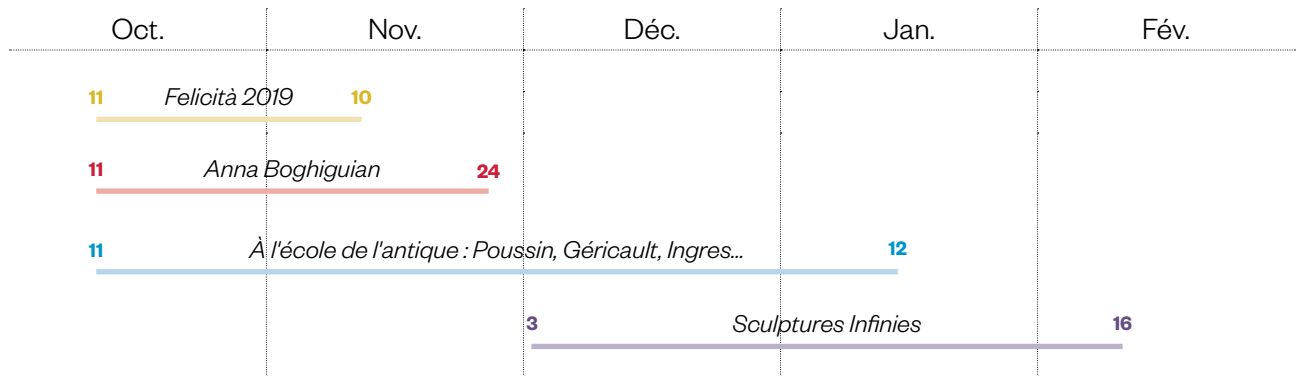 Oct. Nov. Déc. Jan. Fév.
11 Felicità 2019 10
11 Anna Boghiguian 24
11 À l'école de l'antique : Poussin, Géricault, Ingres... 12
3 Sculptures Infinies 16